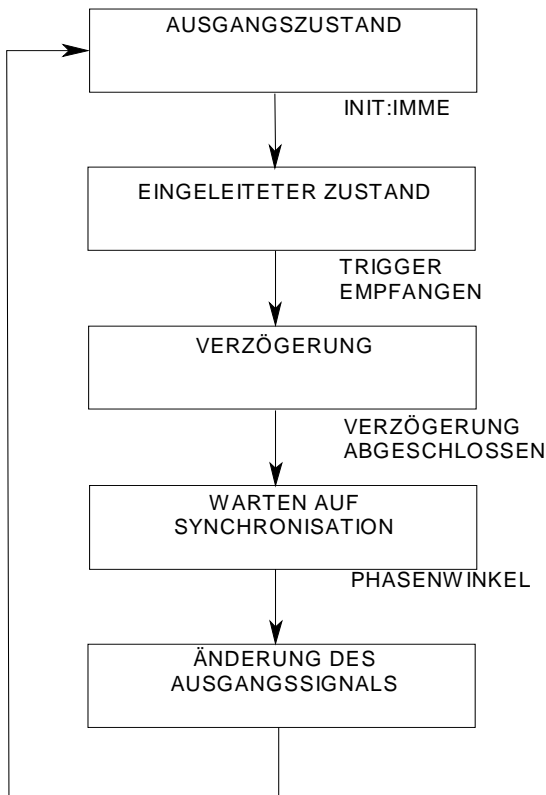 AUSGANGSZUSTAND
INIT:IMME
EINGELEITETER ZUSTAND
TRIGGER
EMPFANGEN
VERZÖGERUNG
VERZÖGERUNG
ABGESCHLOSSEN
WARTEN AUF
SYNCHRONISATION
PHASENWINKEL
ÄNDERUNG DES
AUSGANGSSIGNALS